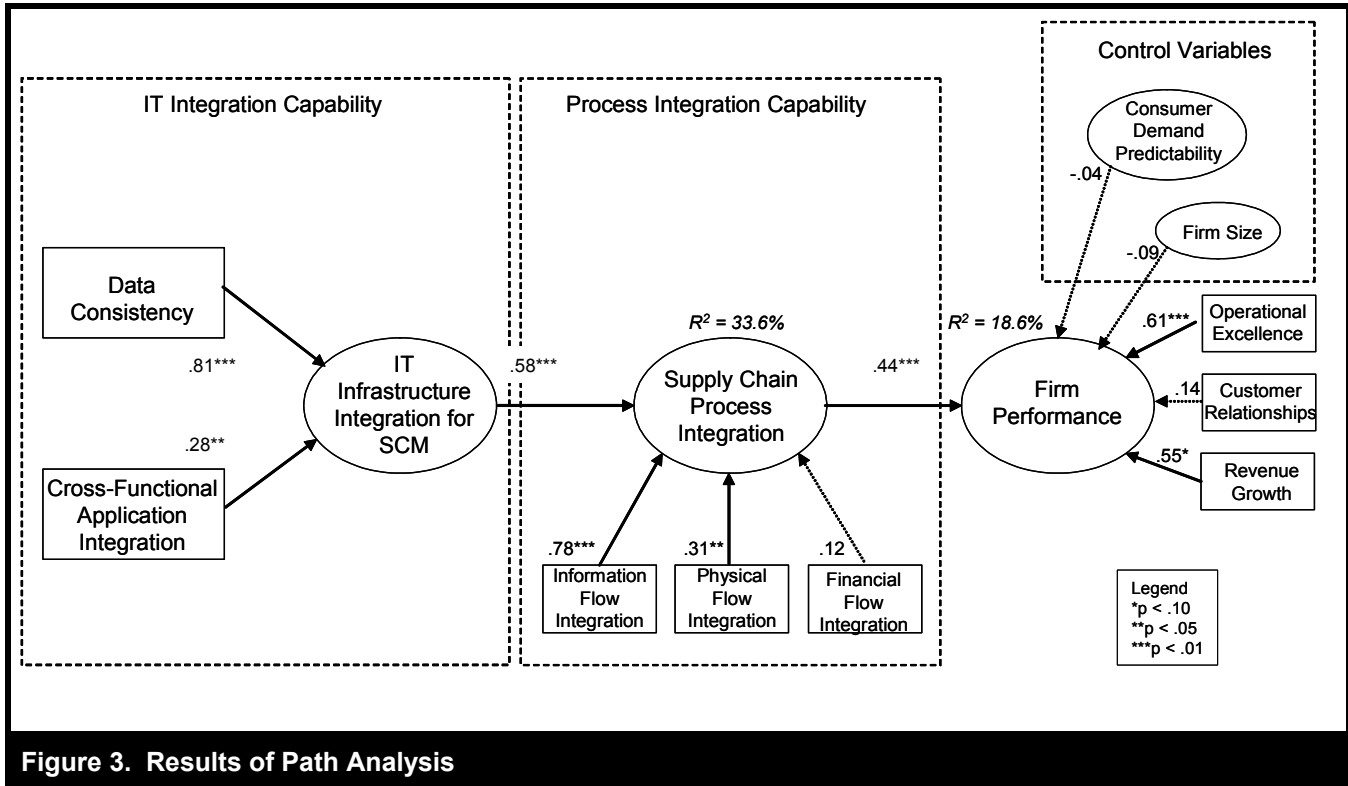 IT Integration Capability
Process Integration Capability
Control Variables
Consumer
Demand
Predictability
-.04
Firm Size
-.09
Data
Consistency
.81***
.28**
Cross-Functional
Application
Integration
IT
Infrastructure
Integration for
SCM
.58***
R² = 33.6%
Supply Chain
Process
Integration
.44***
.78***
.31**
.12
Information
Flow
Integration
Physical
Flow
Integration
Financial
Flow
Integration
R² = 18.6%
Firm
Performance
.61***
Operational
Excellence
.14
Customer
Relationships
.55*
Revenue
Growth
Legend
*p < .10
**p < .05
***p < .01
Figure 3. Results of Path Analysis